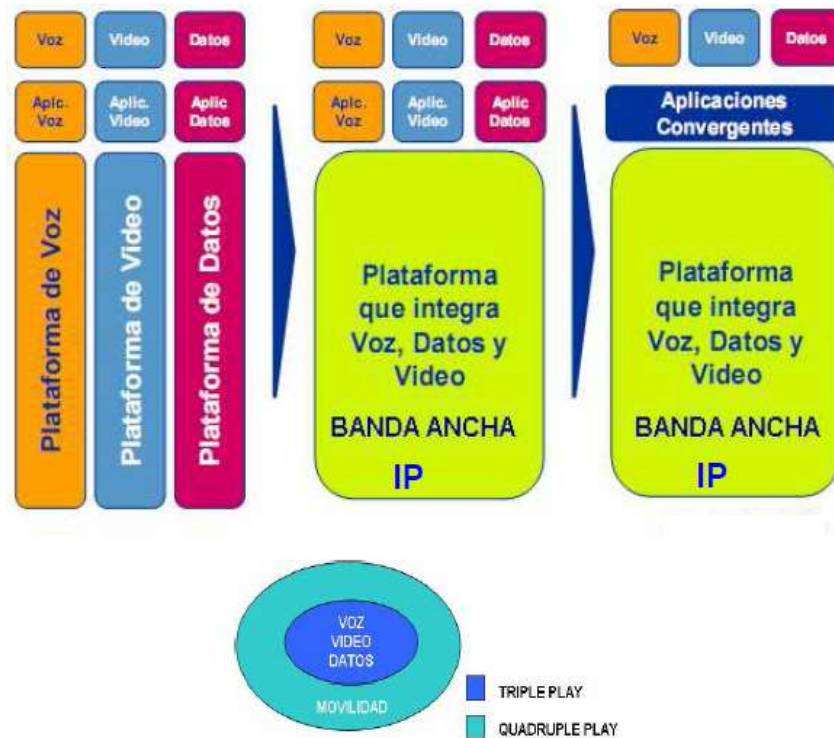 Voz
Video
Datos
Aplic.
Voz
Aplic.
Video
Aplic
Datos
Plataforma de Voz
Plataforma de Video
Plataforma de Datos
Voz
Video
Datos
Aplic.
Voz
Aplic.
Video
Aplic
Datos
Plataforma
que integra
Voz, Datos y
Video
BANDA ANCHA
IP
Voz
Video
Datos
Aplicaciones
Convergentes
Plataforma
que integra
Voz, Datos y
Video
BANDA ANCHA
IP
VOZ
VIDEO
DATOS
MOVILIDAD
TRIPLE PLAY
QUADRUPLE PLAY